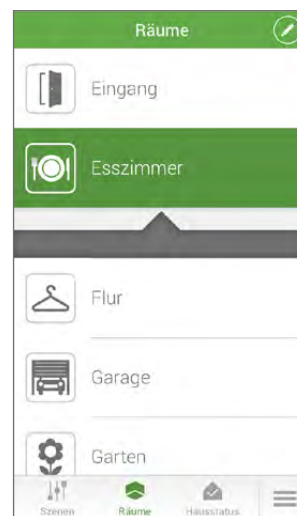 Räume
Eingang
Esszimmer
Flur
Garage
Garten
Szenen Räume Hausstatus